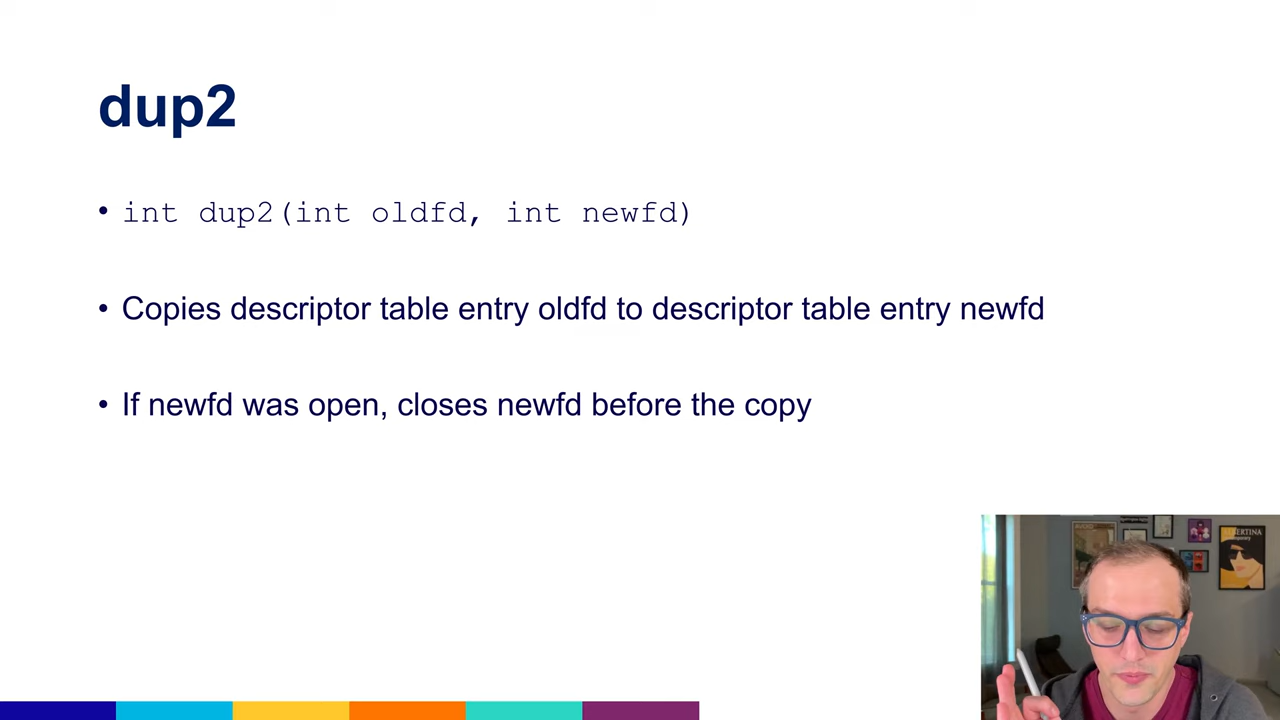 dup2
• int dup2(int oldfd, int newfd)
• Copies descriptor table entry oldfd to descriptor table entry newfd
• If newfd was open, closes newfd before the copy